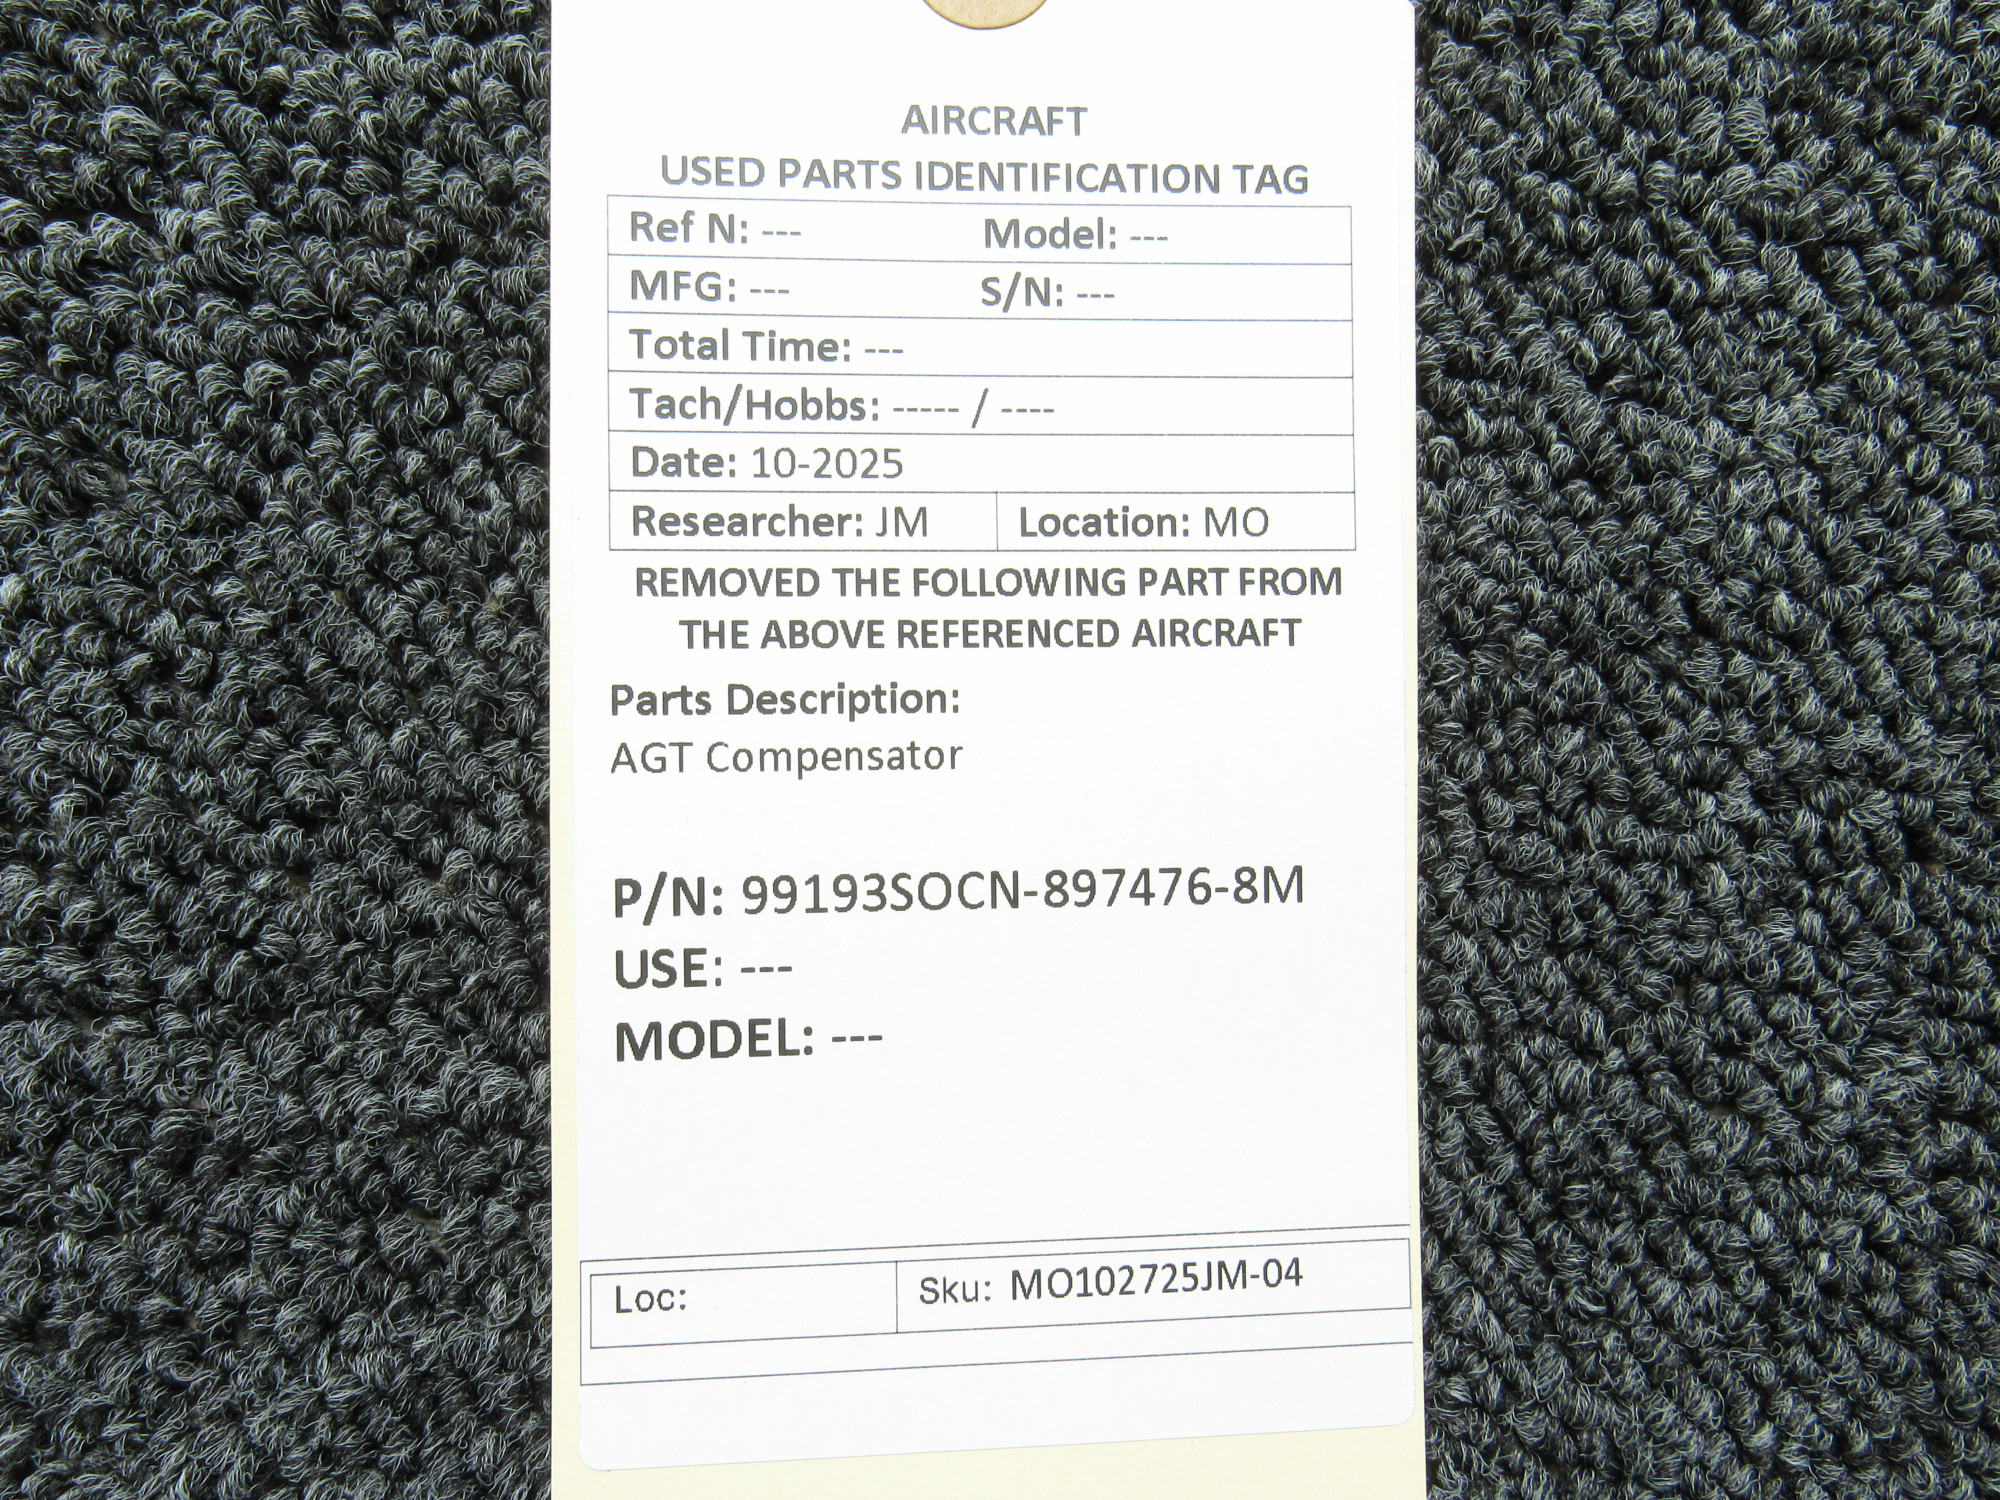 AIRCRAFT
USED PARTS IDENTIFICATION TAG
Ref N: --- Model: ---
MFG: --- S/N: ---
Total Time: ---
Tach/Hobbs: ----- / ----
Date: 10-2025
Researcher: JM Location: MO
REMOVED THE FOLLOWING PART FROM
THE ABOVE REFERENCED AIRCRAFT
Parts Description:
AGT Compensator
P/N: 99193SOCN-897476-8M
USE: ---
MODEL: ---
Loc: Sku: MO102725JM-04